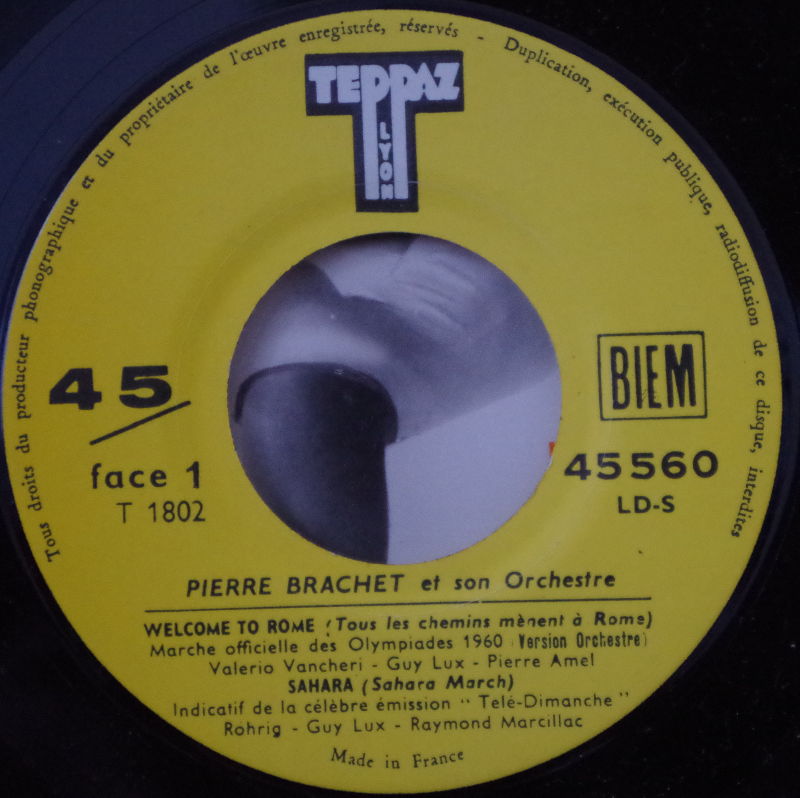 Tous droits du producteur phonographique et du propriétaire de l'œuvre enregistrée, réservés - Duplication, exécution publique, radiodiffusion de ce disque, interdites
TEPPAZ
LYON
45
BIEM
face 1
45560
T 1802
LD-S
PIERRE BRACHET et son Orchestre
WELCOME TO ROME (Tous les chemins mènent à Rome)
Marche officielle des Olympiades 1960 (Version Orchestre)
Valerio Vancheri - Guy Lux - Pierre Amel
SAHARA (Sahara March)
Indicatif de la célèbre émission " Telé-Dimanche "
Rohrig - Guy Lux - Raymond Marcillac
Made in France